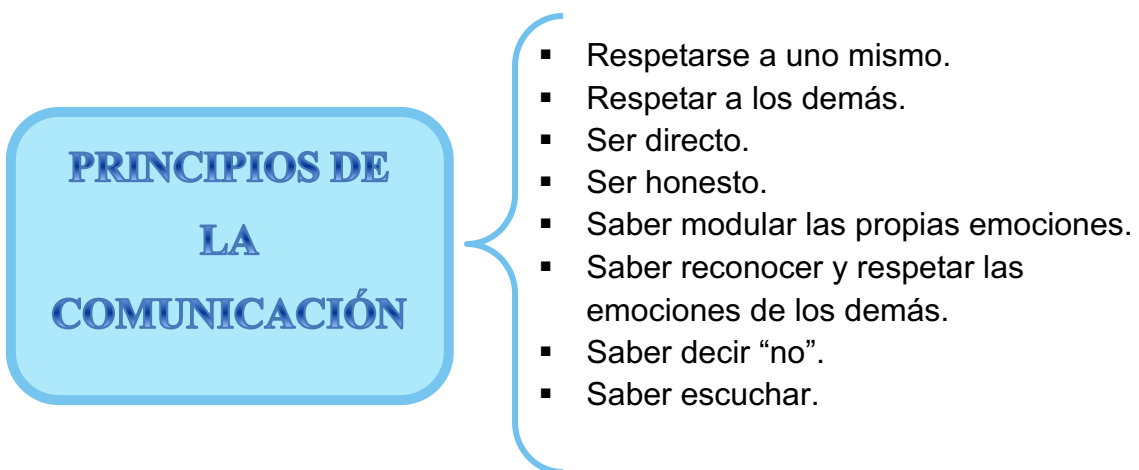 PRINCIPIOS DE
LA
COMUNICACIÓN
▪ Respetarse a uno mismo.
▪ Respetar a los demás.
▪ Ser directo.
▪ Ser honesto.
▪ Saber modular las propias emociones.
▪ Saber reconocer y respetar las
emociones de los demás.
▪ Saber decir “no”.
▪ Saber escuchar.